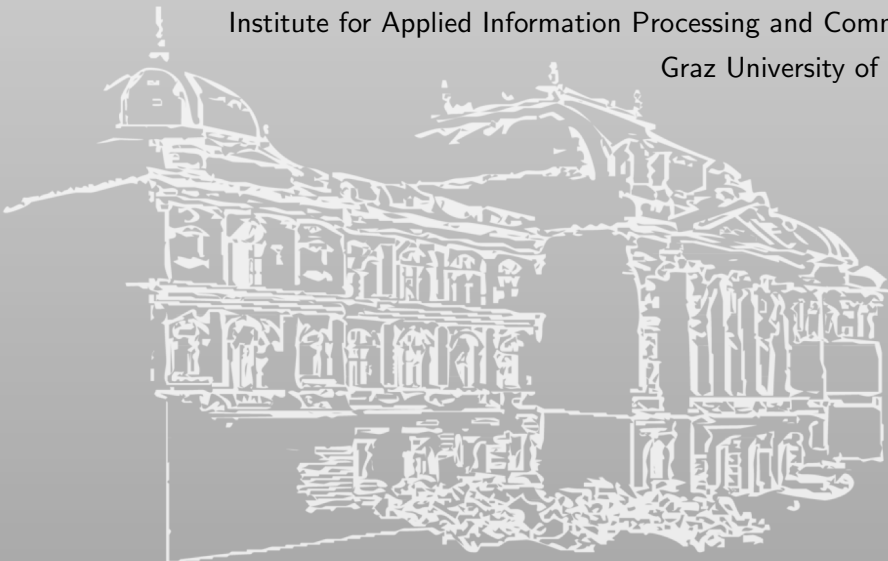 Institute for Applied Information Processing and Comm
Graz University of